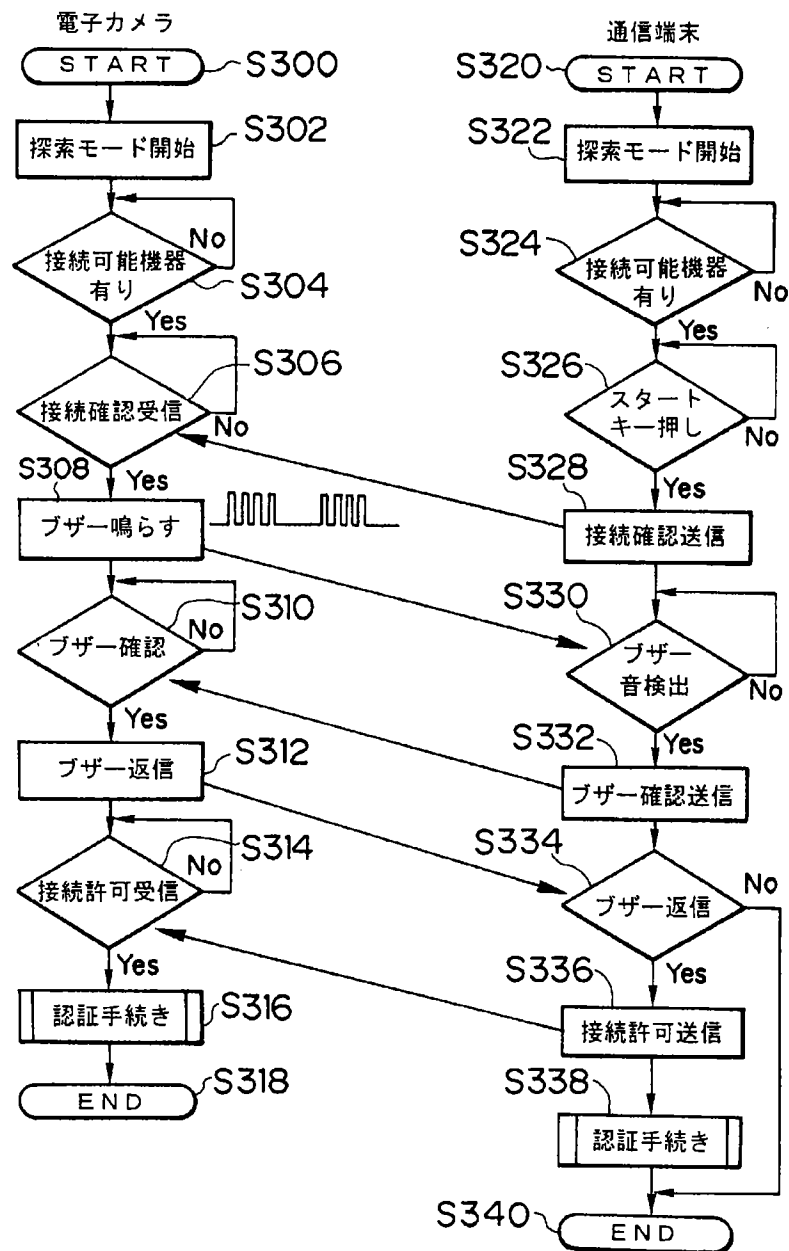 電子カメラ
START
S300
探索モード開始
S302
接続可能機器
有り
No
S304
Yes
接続確認受信
No
S306
Yes
S308
ブザー鳴らす
ブザー確認
No
S310
Yes
ブザー返信
S312
接続許可受信
No
S314
Yes
認証手続き
S316
END
S318
通信端末
S320
START
S322
探索モード開始
S324
接続可能機器
有り
No
Yes
S326
スタート
キー押し
No
Yes
S328
接続確認送信
S330
ブザー
音検出
No
Yes
S332
ブザー確認送信
S334
ブザー返信
No
Yes
S336
接続許可送信
S338
認証手続き
S340
END